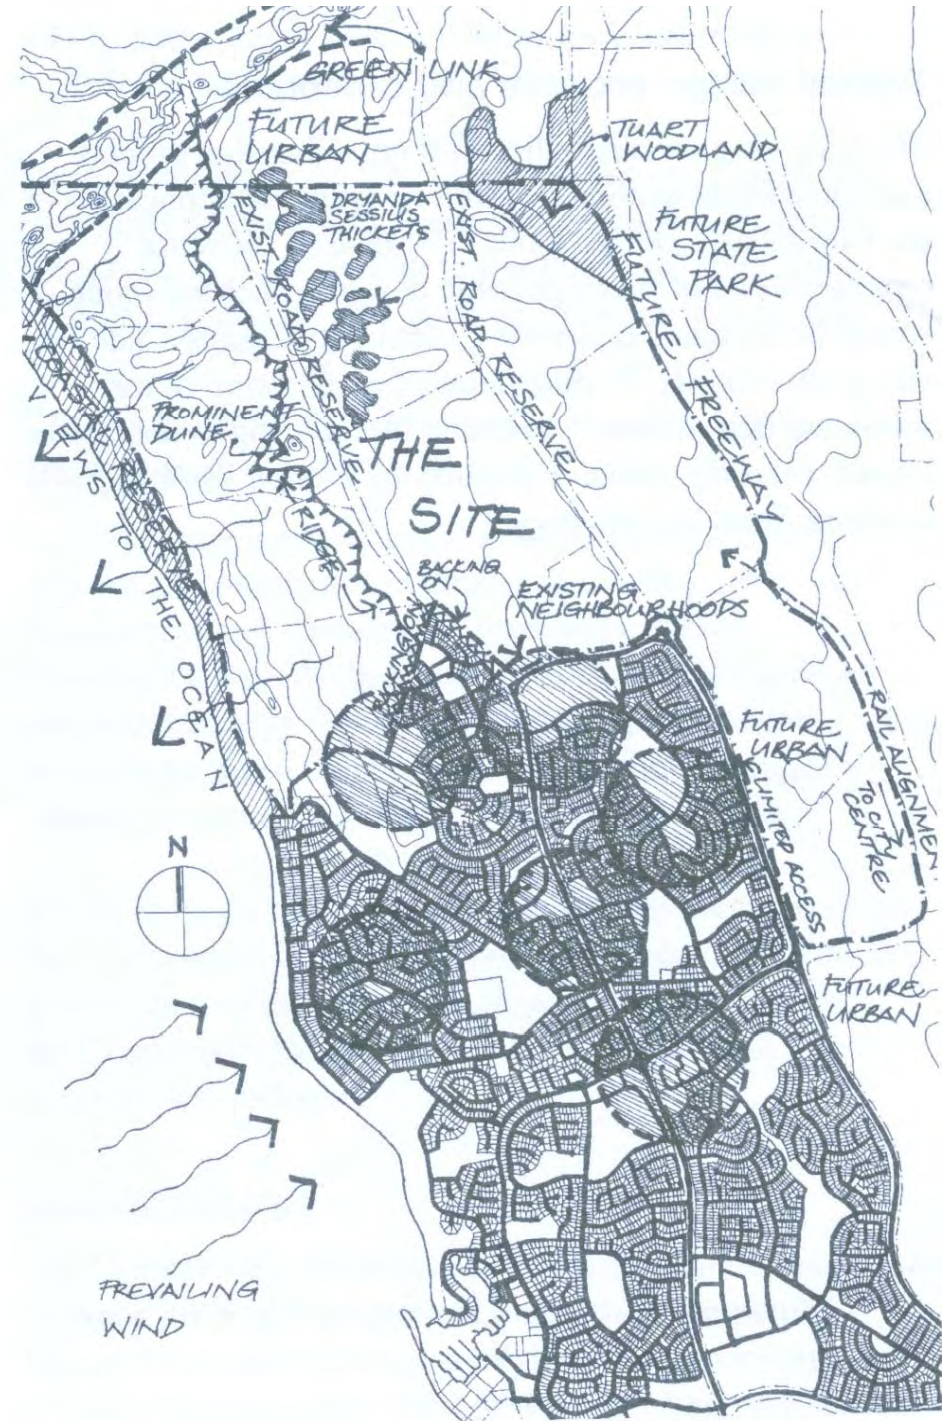 GREEN LINK
FUTURE
URBAN
TUART
WOODLAND
DRYANDA
SESSILIS
THICKETS
EXIST. ROAD RESERVE
EXIST. ROAD RESERVE
FUTURE
STATE
PARK
FUTURE FREEWAY
COASTAL RESERVE
VIEWS TO THE OCEAN
PROMINENT
DUNE
RIDGE
THE
SITE
BACKING
ON
EXISTING
NEIGHBOURHOODS
FUTURE
URBAN
LIMITED ACCESS
RAIL ALIGNMENT
TO CITY
CENTRE
N
FUTURE
URBAN
PREVAILING
WIND